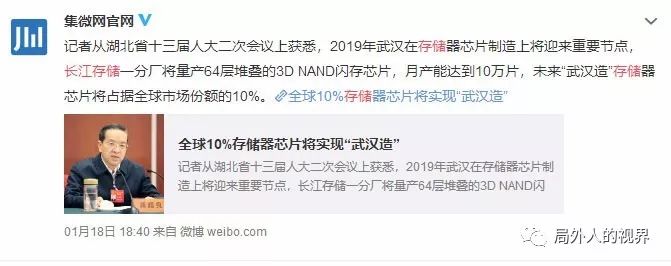 集微网官网
记者从湖北省十三届人大二次会议上获悉，2019年武汉在存储器芯片制造上将迎来重要节点，
长江存储一分厂将量产64层堆叠的3D NAND闪存芯片，月产能达到10万片，未来“武汉造”存储器
芯片将占据全球市场份额的10%。 全球10%存储器芯片将实现“武汉造”
全球10%存储器芯片将实现“武汉造”
记者从湖北省十三届人大二次会议上获悉，2019年武汉在存储器芯片制
造上将迎来重要节点，长江存储一分厂将量产64层堆叠的3D NAND闪
01月18日 18:40 来自 微博 weibo.com
局外人的视界